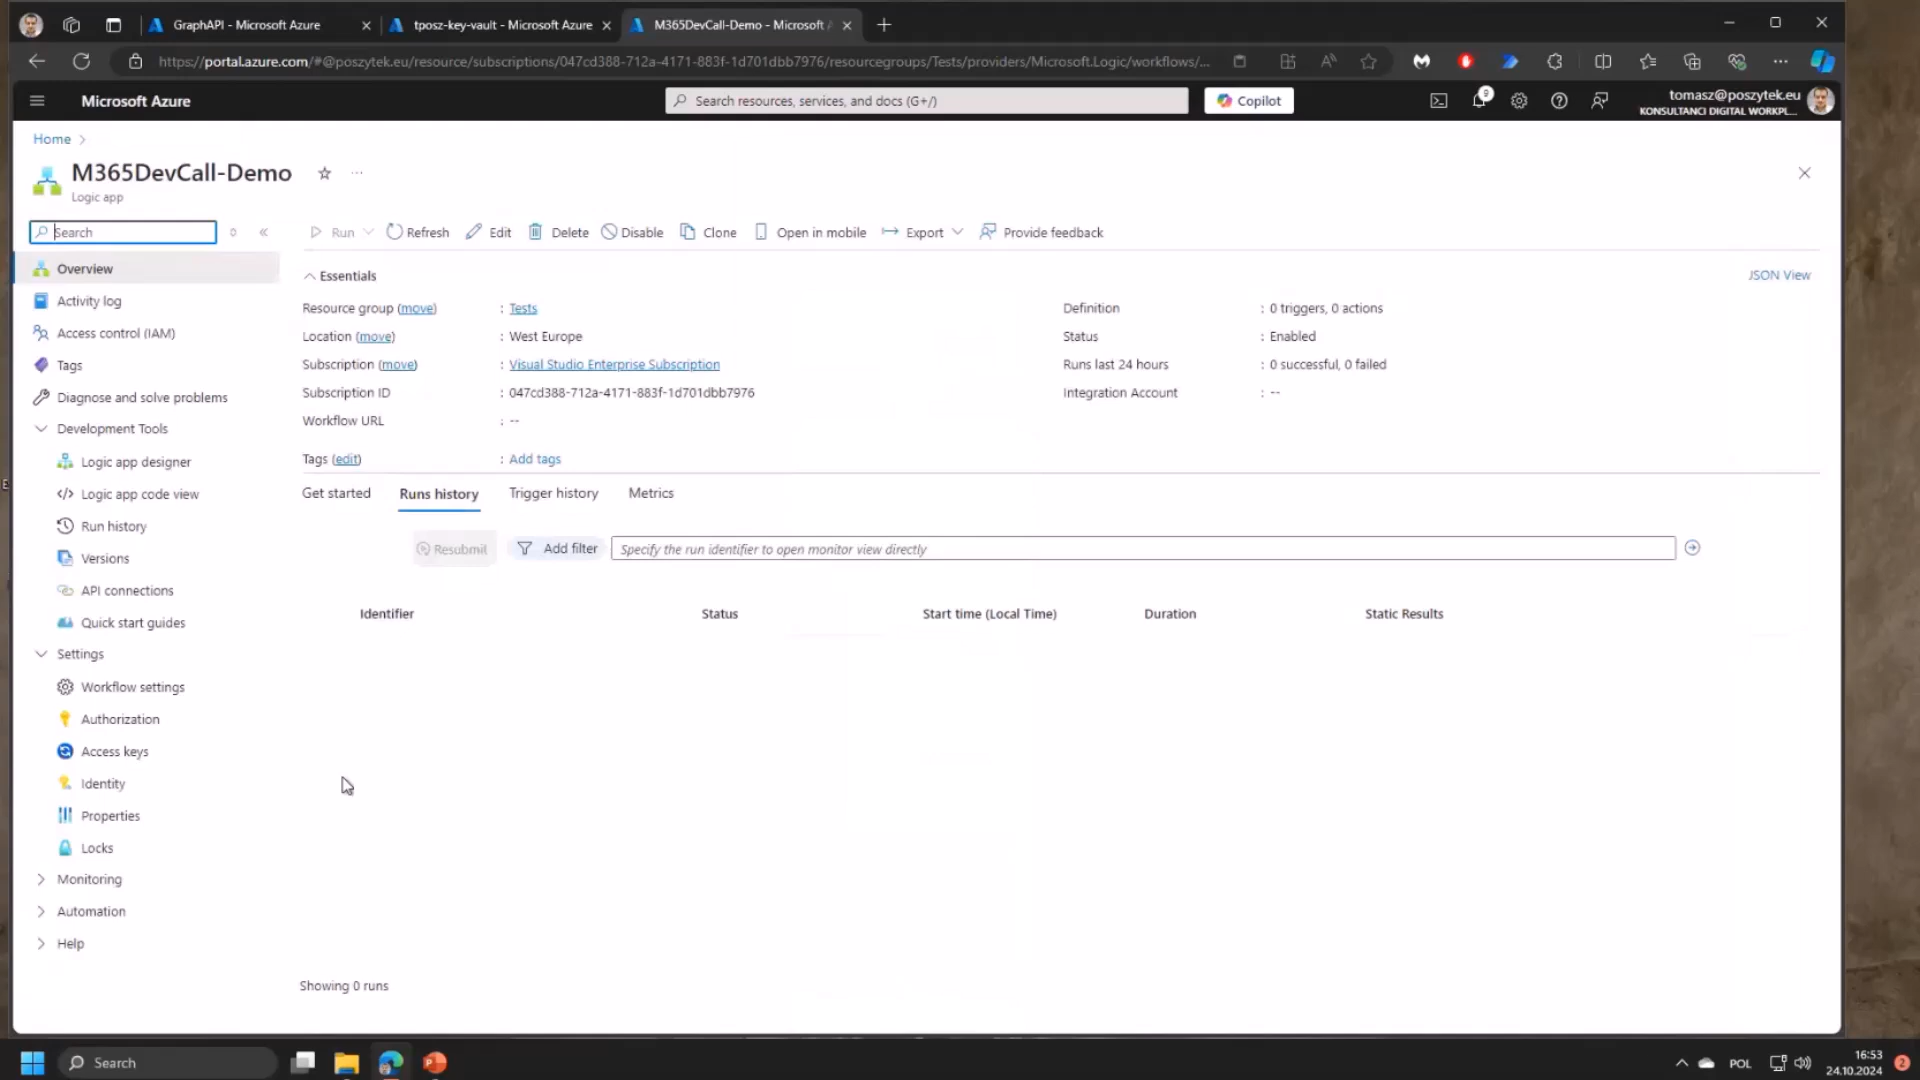 GraphAPI - Microsoft Azure
tposz-key-vault - Microsoft Azure
M365DevCall-Demo - Microsoft A
https://portal.azure.com/#@poszytek.eu/resource/subscriptions/047cd388-712a-4171-883f-1d701dbb7976/resourcegroups/Tests/providers/Microsoft.Logic/workflows/...
Microsoft Azure
Search resources, services, and docs (G+/)
Copilot
9
tomasz@poszytek.eu
KONSULTANCI DIGITAL WORKPL...
Home
M365DevCall-Demo
...
Logic app
Search
Run
Refresh
Edit
Delete
Disable
Clone
Open in mobile
Export
Provide feedback
Overview
Activity log
Access control (IAM)
Tags
Diagnose and solve problems
Development Tools
Logic app designer
Logic app code view
Run history
Versions
API connections
Quick start guides
Settings
Workflow settings
Authorization
Access keys
Identity
Properties
Locks
Monitoring
Automation
Help
Essentials
JSON View
Resource group (move) : Tests
Location (move) : West Europe
Subscription (move) : Visual Studio Enterprise Subscription
Subscription ID : 047cd388-712a-4171-883f-1d701dbb7976
Workflow URL : --
Definition : 0 triggers, 0 actions
Status : Enabled
Runs last 24 hours : 0 successful, 0 failed
Integration Account : --
Tags (edit) : Add tags
Get started
Runs history
Trigger history
Metrics
Resubmit
Add filter
Specify the run identifier to open monitor view directly
Identifier
Status
Start time (Local Time)
Duration
Static Results
Showing 0 runs
Search
POL
16:53
24.10.2024
2